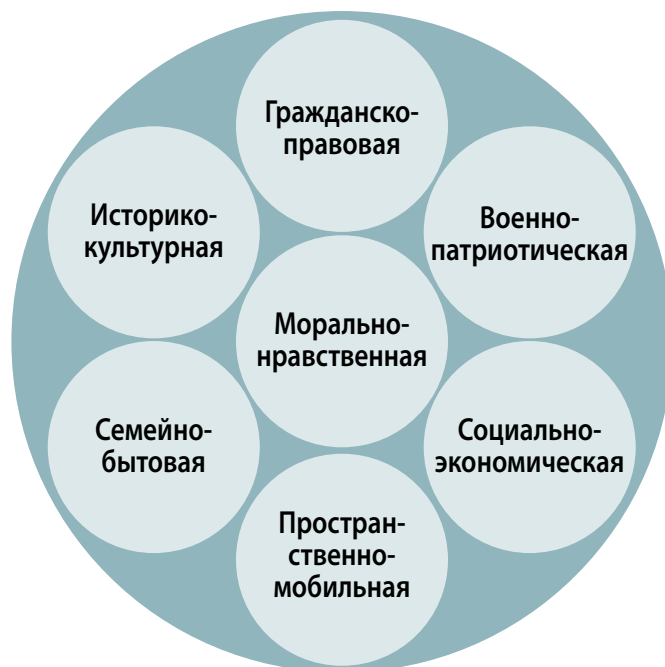 Гражданско-
правовая
Историко-
культурная
Военно-
патриотическая
Морально-
нравственная
Семейно-
бытовая
Социально-
экономическая
Простран-
ственно-
мобильная